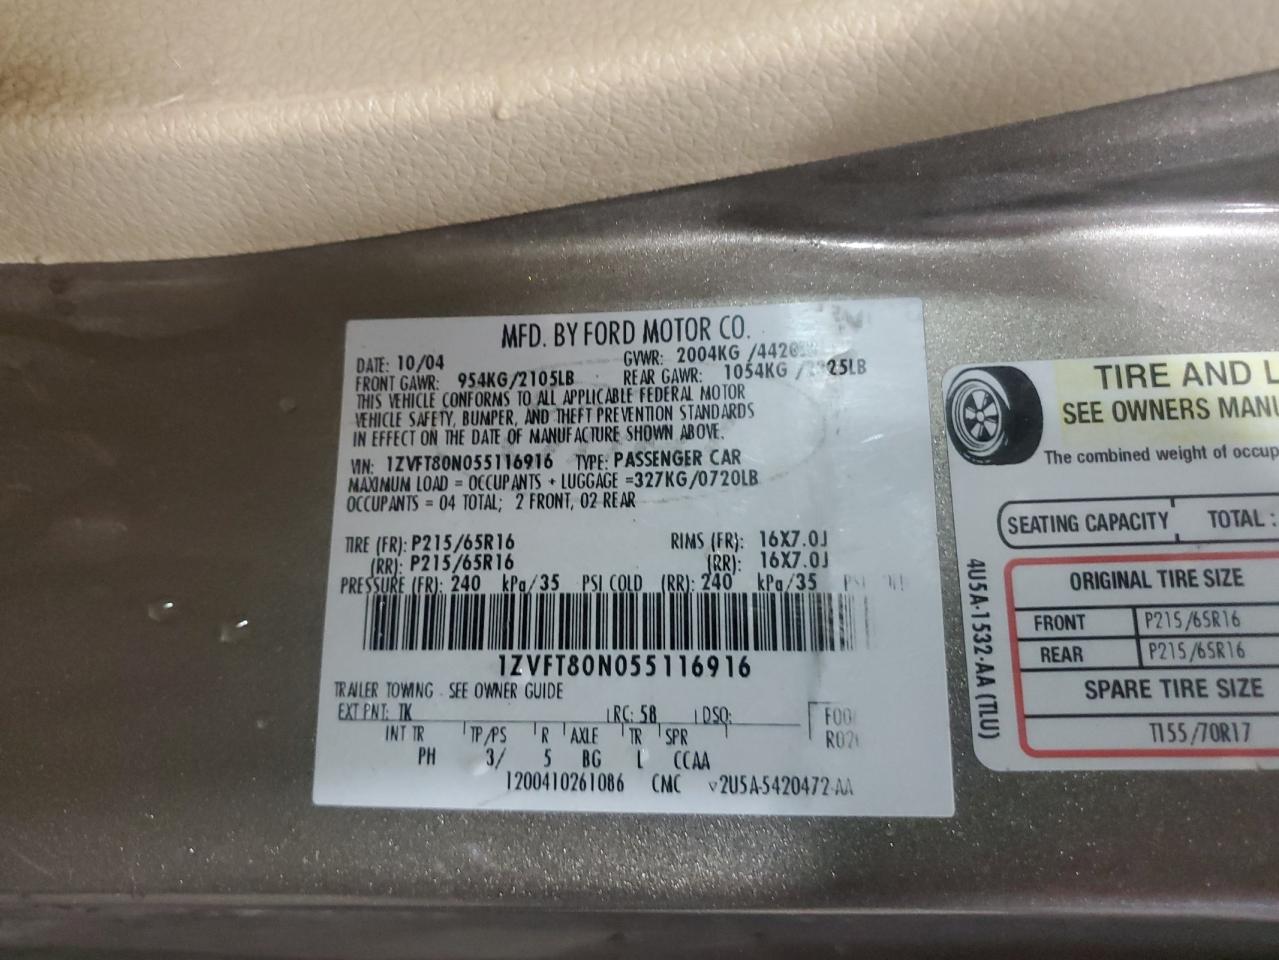 MFD. BY FORD MOTOR CO.
DATE: 10/04 GVWR: 2004KG
FRONT GAWR: 954KG/2105LB REAR GAWR: 1054KG
THIS VEHICLE CONFORMS TO ALL APPLICABLE FEDERAL MOTOR
VEHICLE SAFETY, BUMPER, AND THEFT PREVENTION STANDARDS
IN EFFECT ON THE DATE OF MANUFACTURE SHOWN ABOVE.
VIN: 1ZVFT80N055116916 TYPE: PASSENGER CAR
MAXIMUM LOAD = OCCUPANTS + LUGGAGE =327KG/0720LB
OCCUPANTS = 04 TOTAL; 2 FRONT, 02 REAR
TIRE (FR): P215/65R16 RIMS (FR): 16X7.0J
(RR): P215/65R16 (RR): 16X7.0J
PRESSURE (FR): 240 kPa/35 PSI COLD (RR): 240 kPa/35
1ZVFT80N055116916
TRAILER TOWING - SEE OWNER GUIDE
EXT PNT: TK RC: 58 DSO:
INT TR TP/PS R AXLE TR SPR
PH 3/ 5 BG L CCAA
1200410261086 CMC ▽2U5A-5420472-AA
TIRE AND
SEE OWNERS
The combined weight of
SEATING CAPACITY TOTAL :
ORIGINAL TIRE SIZE
FRONT P215/65R16
REAR P215/65R16
SPARE TIRE SIZE
T155/70R17
4U5A-1532-AA (TLU)